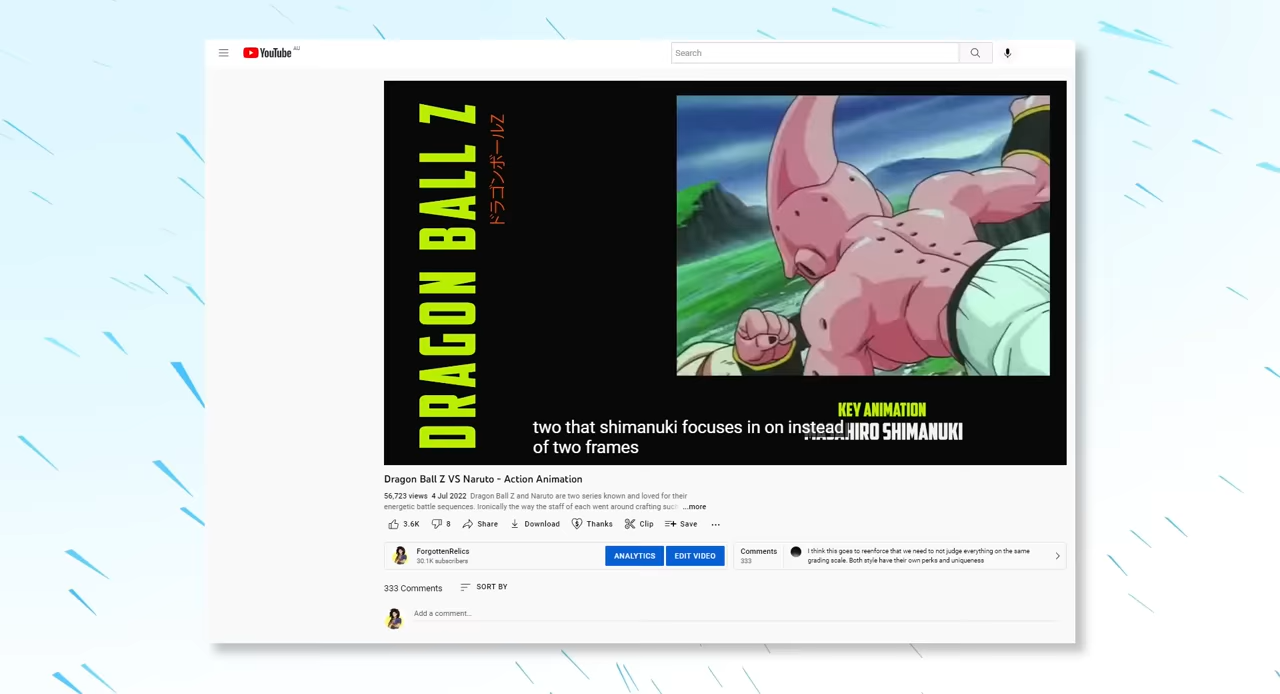 YouTube AU
Search
DRAGON BALL Z
ドラゴンボールZ
KEY ANIMATION
HIRO SHIMANUKI
two that shimanuki focuses in on instead
of two frames
Dragon Ball Z VS Naruto - Action Animation
56,723 views 4 Jul 2022 Dragon Ball Z and Naruto are two series known and loved for their
energetic battle sequences. Ironically the way the staff of each went around crafting suc ...more
3.6K 8 Share Download Thanks Clip Save ...
ForgottenRelics
30.1K subscribers
ANALYTICS
EDIT VIDEO
Comments
333
I think this goes to reenforce that we need to not judge everything on the same
grading scale. Both style have their own perks and uniqueness
333 Comments
SORT BY
Add a comment...